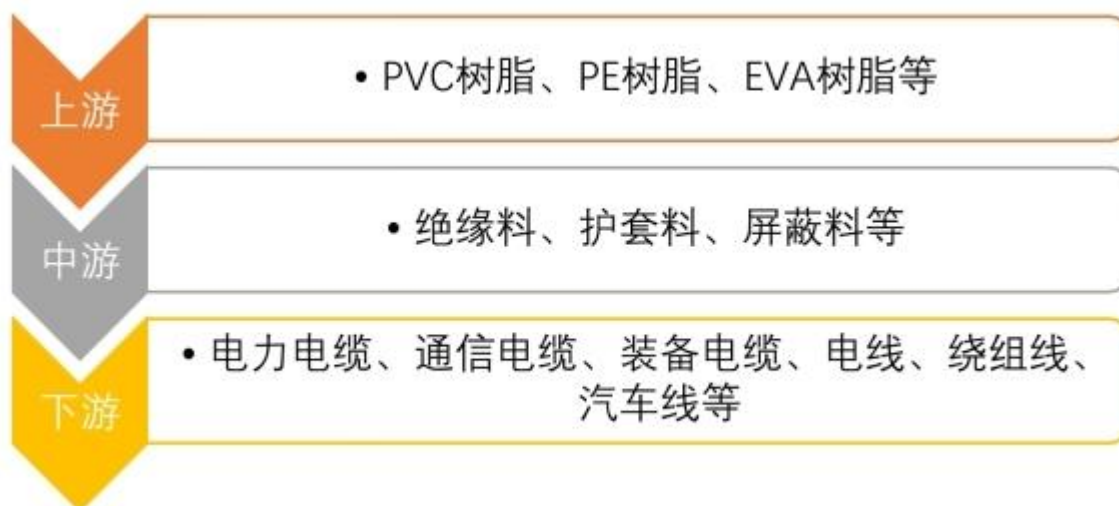 上游
• PVC树脂、PE树脂、EVA树脂等
中游
• 绝缘料、护套料、屏蔽料等
下游
• 电力电缆、通信电缆、装备电缆、电线、绕组线、
汽车线等